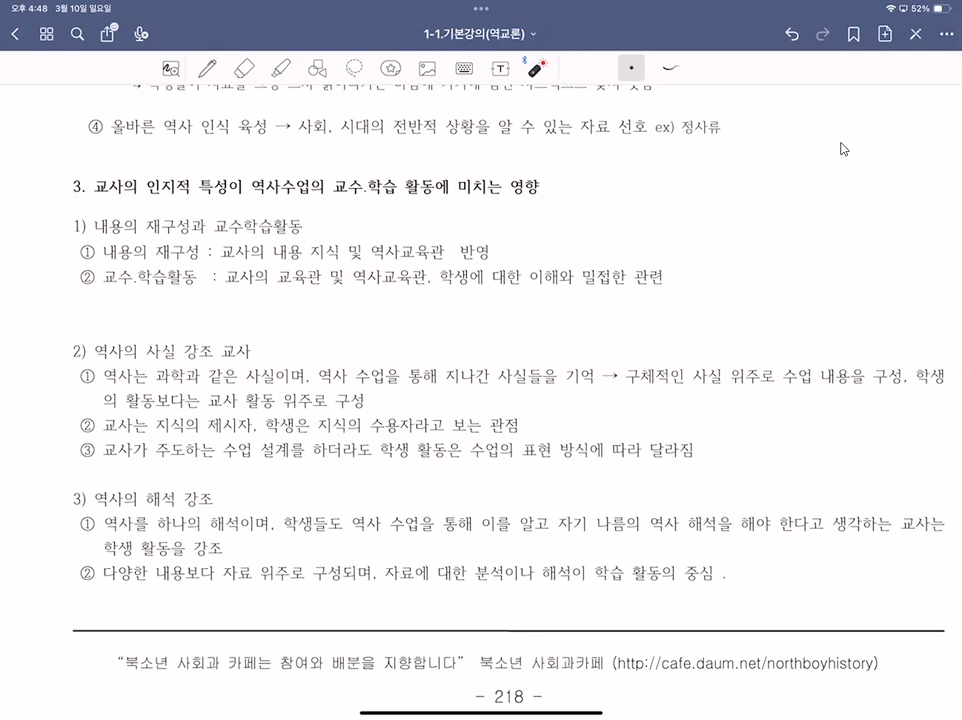 오후 4:48 3월 10일 일요일
52%
1-1.기본강의(역교론)
④ 올바른 역사 인식 육성 → 사회, 시대의 전반적 상황을 알 수 있는 자료 선호 ex) 정사류
3. 교사의 인지적 특성이 역사수업의 교수.학습 활동에 미치는 영향
1) 내용의 재구성과 교수학습활동
① 내용의 재구성 : 교사의 내용 지식 및 역사교육관 반영
② 교수.학습활동 : 교사의 교육관 및 역사교육관, 학생에 대한 이해와 밀접한 관련
2) 역사의 사실 강조 교사
① 역사는 과학과 같은 사실이며, 역사 수업을 통해 지나간 사실들을 기억 → 구체적인 사실 위주로 수업 내용을 구성, 학생
의 활동보다는 교사 활동 위주로 구성
② 교사는 지식의 제시자, 학생은 지식의 수용자라고 보는 관점
③ 교사가 주도하는 수업 설계를 하더라도 학생 활동은 수업의 표현 방식에 따라 달라짐
3) 역사의 해석 강조
① 역사를 하나의 해석이며, 학생들도 역사 수업을 통해 이를 알고 자기 나름의 역사 해석을 해야 한다고 생각하는 교사는
학생 활동을 강조
② 다양한 내용보다 자료 위주로 구성되며, 자료에 대한 분석이나 해석이 학습 활동의 중심 .
“북소년 사회과 카페는 참여와 배분을 지향합니다” 북소년 사회과카페 (http://cafe.daum.net/northboyhistory)
- 218 -